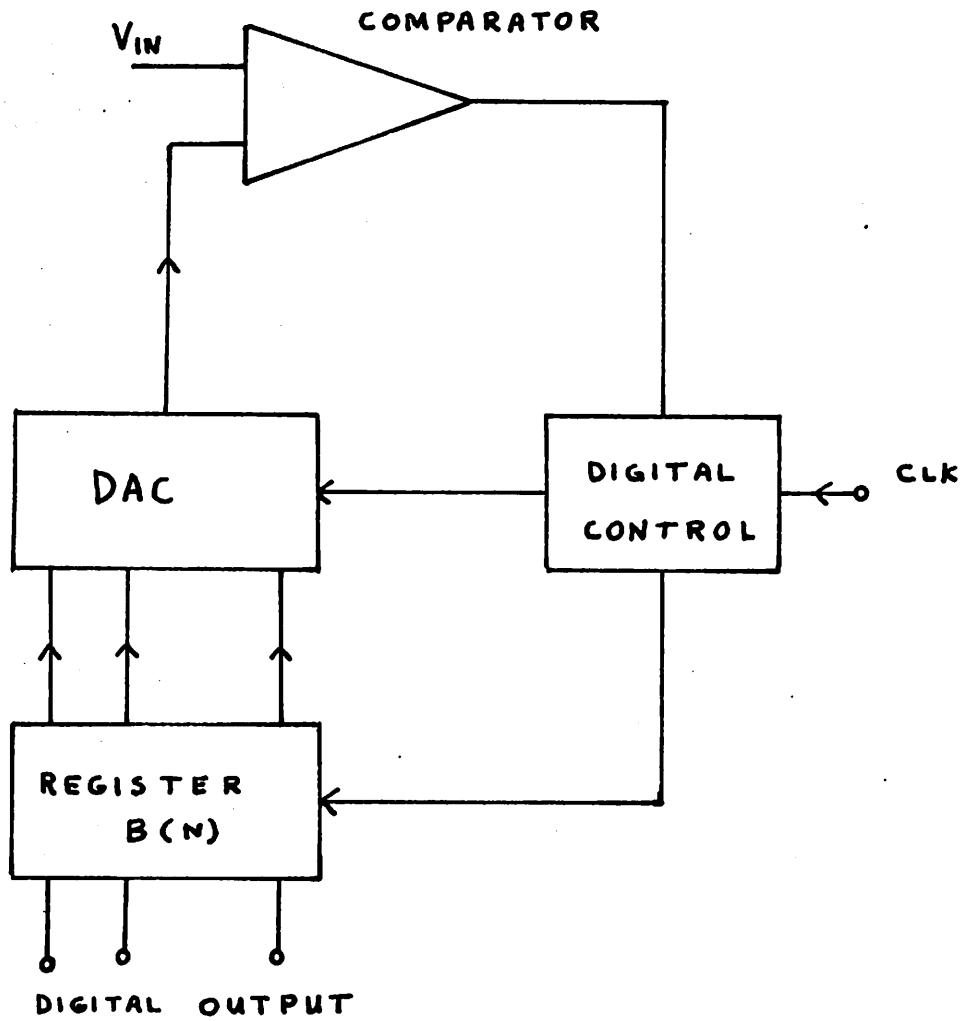 COMPARATOR
VIN
DAC
DIGITAL
CONTROL
CLK
REGISTER
B(N)
DIGITAL OUTPUT